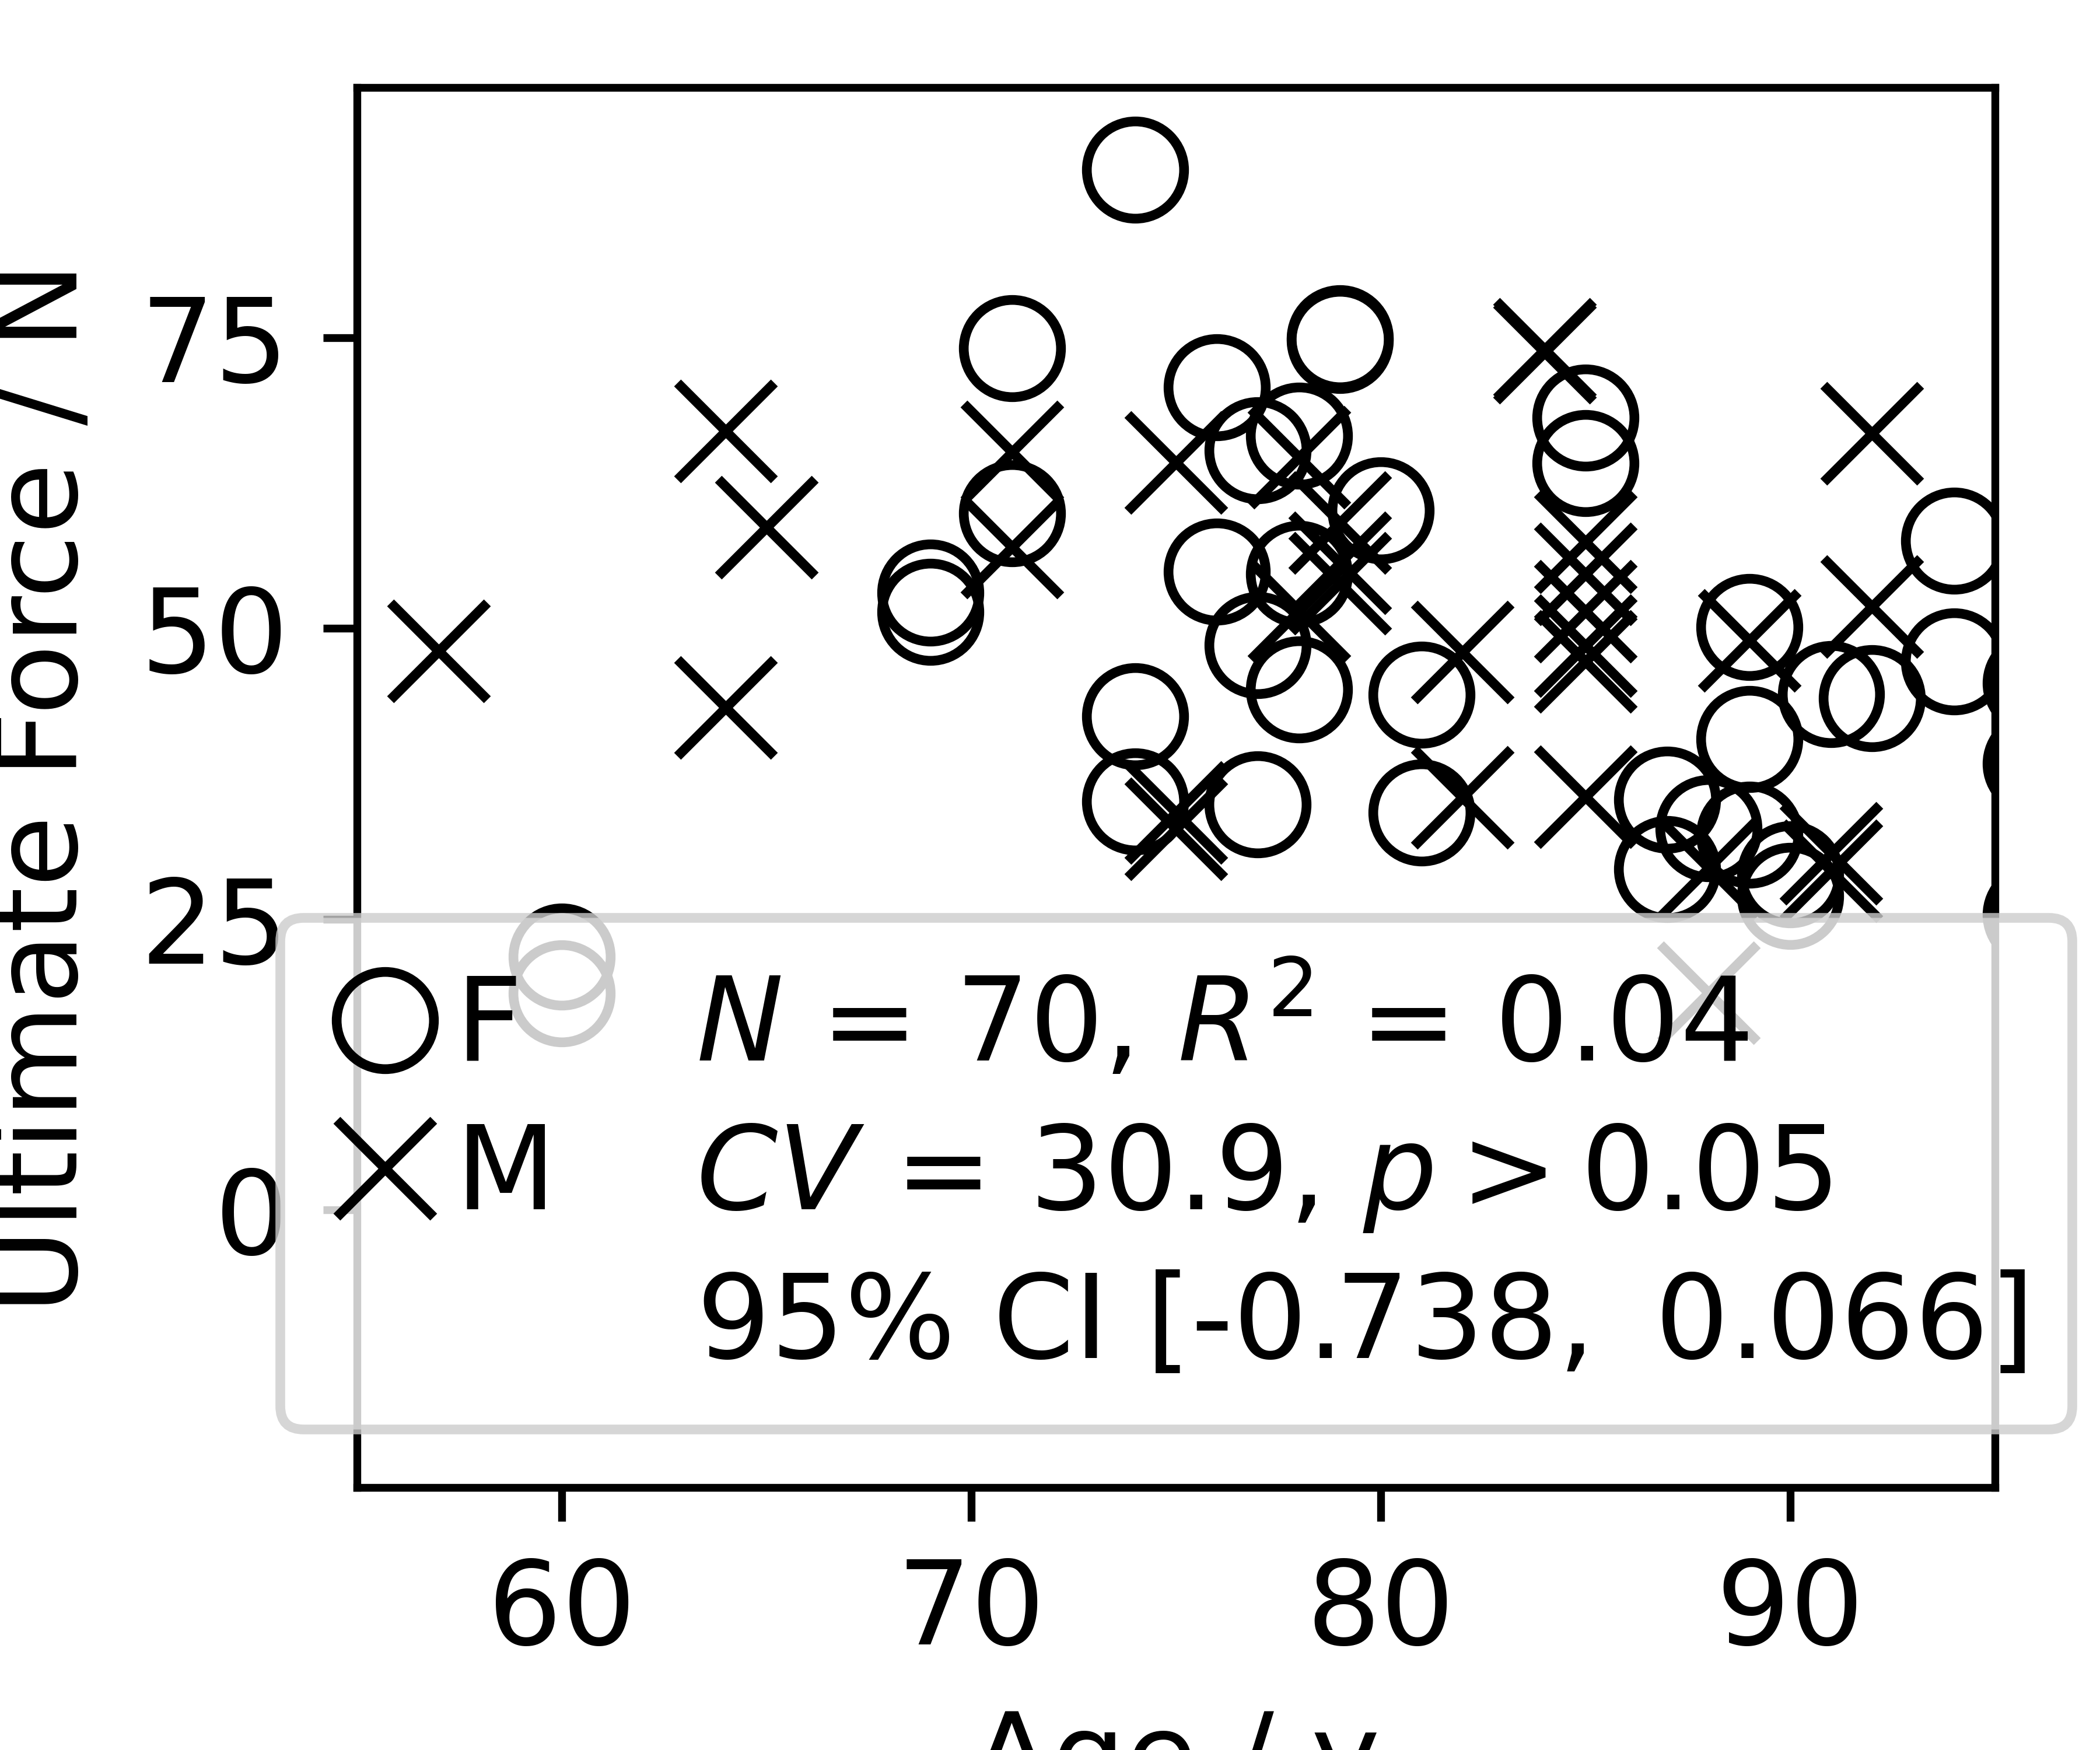 Ultimate Force / N
75
50
25
0
F
M
N = 70, R² = 0.04
CV = 30.9, p > 0.05
95% CI [-0.738, 0.066]
60 70 80 90
Age / y